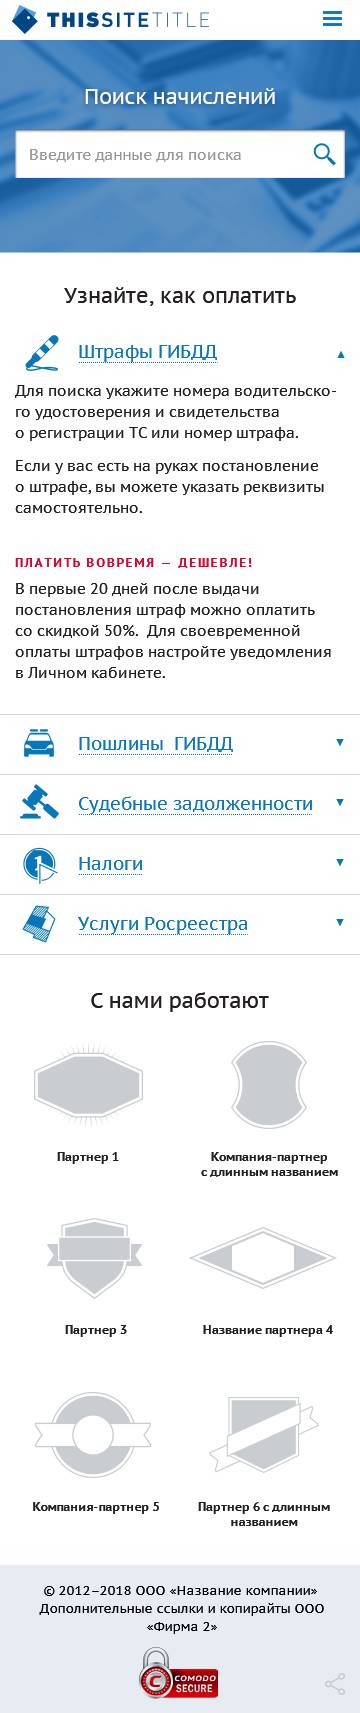 THISSITETITLE
Поиск начислений
Введите данные для поиска
Узнайте, как оплатить
Штрафы ГИБДД
Для поиска укажите номера водительско-
го удостоверения и свидетельства
о регистрации ТС или номер штрафа.
Если у вас есть на руках постановление
о штрафе, вы можете указать реквизиты
самостоятельно.
ПЛАТИТЬ ВОВРЕМЯ — ДЕШЕВЛЕ!
В первые 20 дней после выдачи
постановления штраф можно оплатить
со скидкой 50%.  Для своевременной
оплаты штрафов настройте уведомления
в Личном кабинете.
Пошлины  ГИБДД
Судебные задолженности
1
Налоги
Услуги Росреестра
С нами работают
Партнер 1
Компания-партнер
с длинным названием
Партнер 3
Название партнера 4
Компания-партнер 5
Партнер 6 с длинным
названием
© 2012–2018 ООО «Название компании»
Дополнительные ссылки и копирайты ООО
«Фирма 2»
COMODO
SECURE